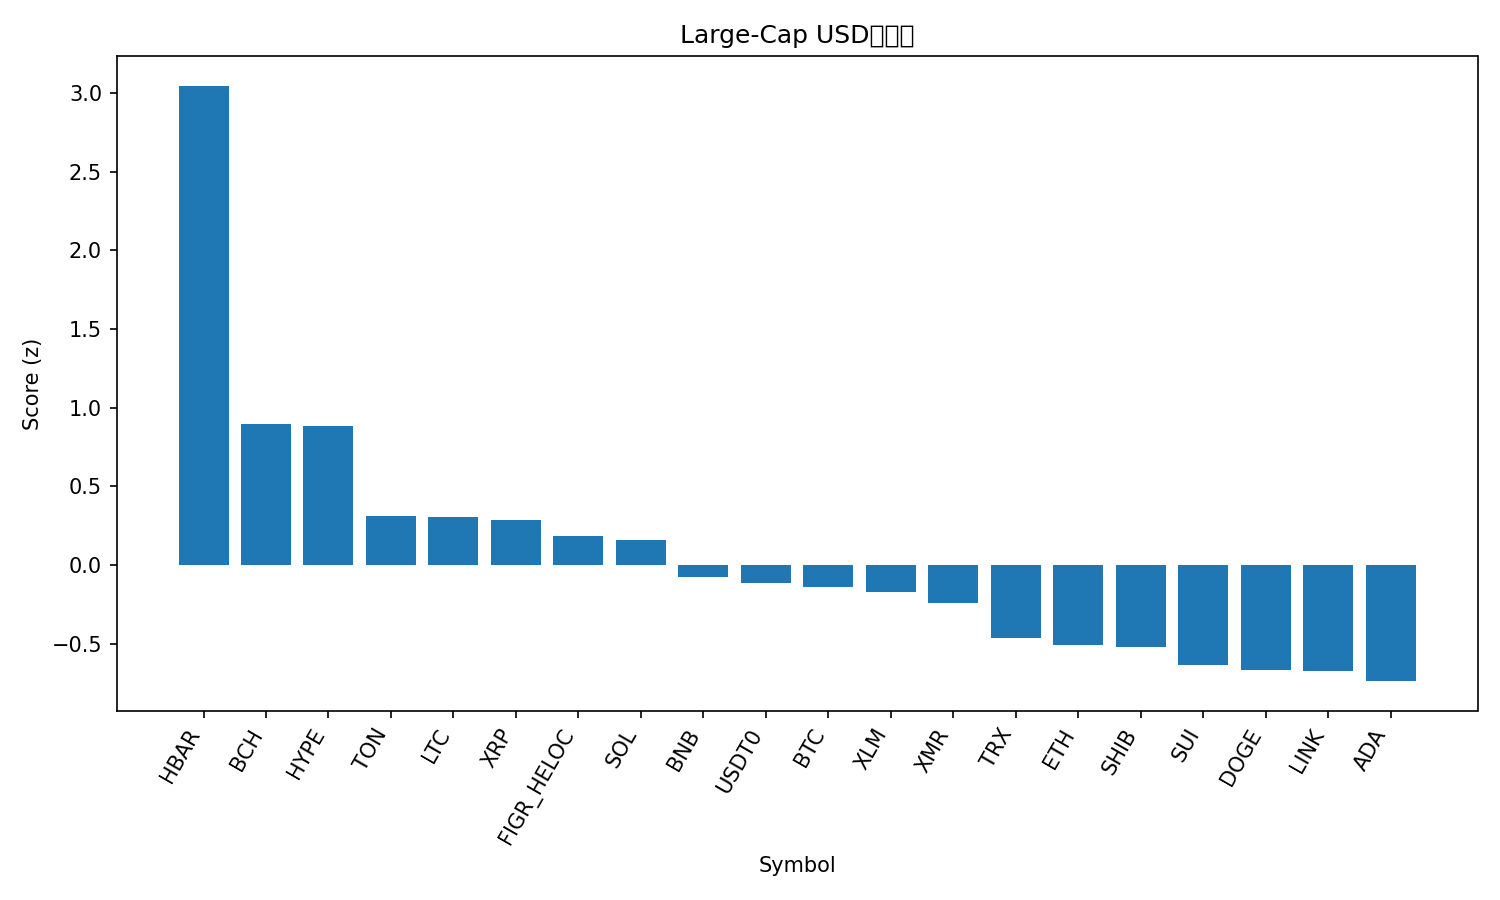 Large-Cap USD
3.0
2.5
2.0
1.5
1.0
0.5
0.0
−0.5
Score (z)
HBAR
BCH
HYPE
TON
LTC
XRP
FIGR_HELOC
SOL
BNB
USDT0
BTC
XLM
XMR
TRX
ETH
SHIB
SUI
DOGE
LINK
ADA
Symbol